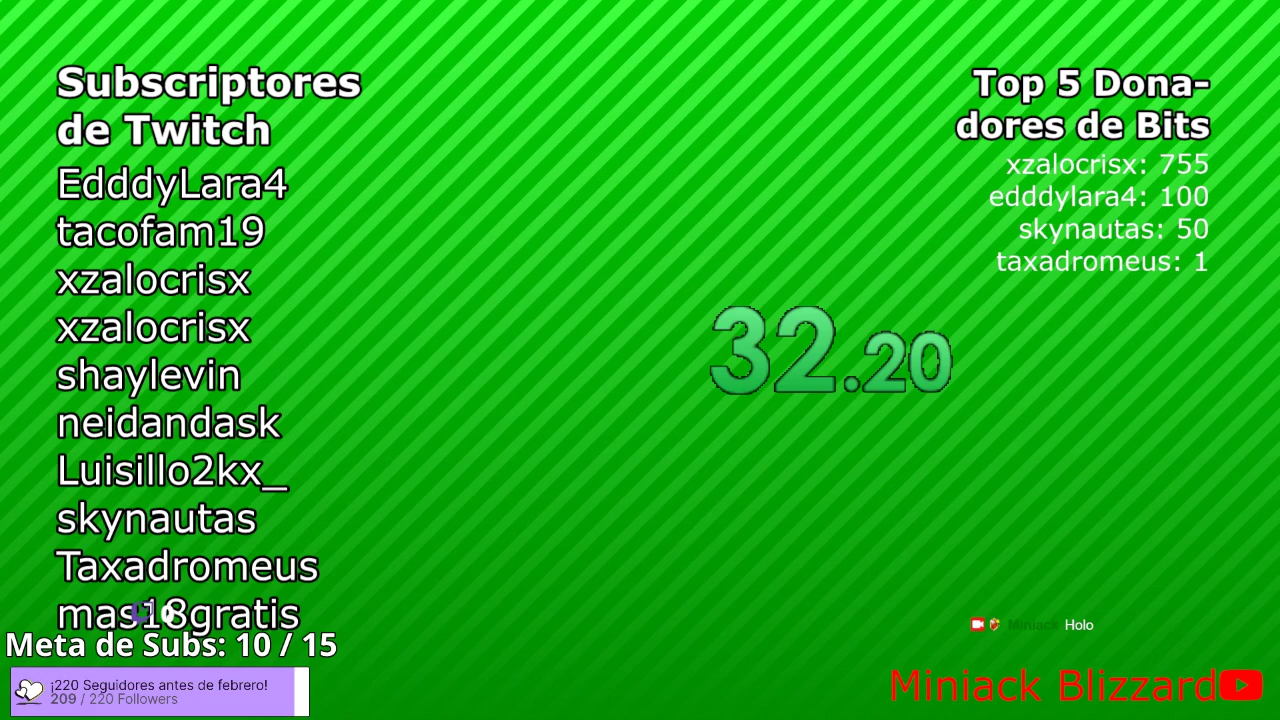 Subscriptores
de Twitch
EdddyLara4
tacofam19
xzalocrisx
xzalocrisx
shaylevin
neidandask
Luisillo2kx_
skynautas
Taxadromeus
mas18gratis
Meta de Subs: 10 / 15
¡220 Seguidores antes de febrero!
209 / 220 Followers
Top 5 Dona-
dores de Bits
xzalocrisx: 755
edddylara4: 100
skynautas: 50
taxadromeus: 1
32.20
Miniack Holo
Miniack Blizzard